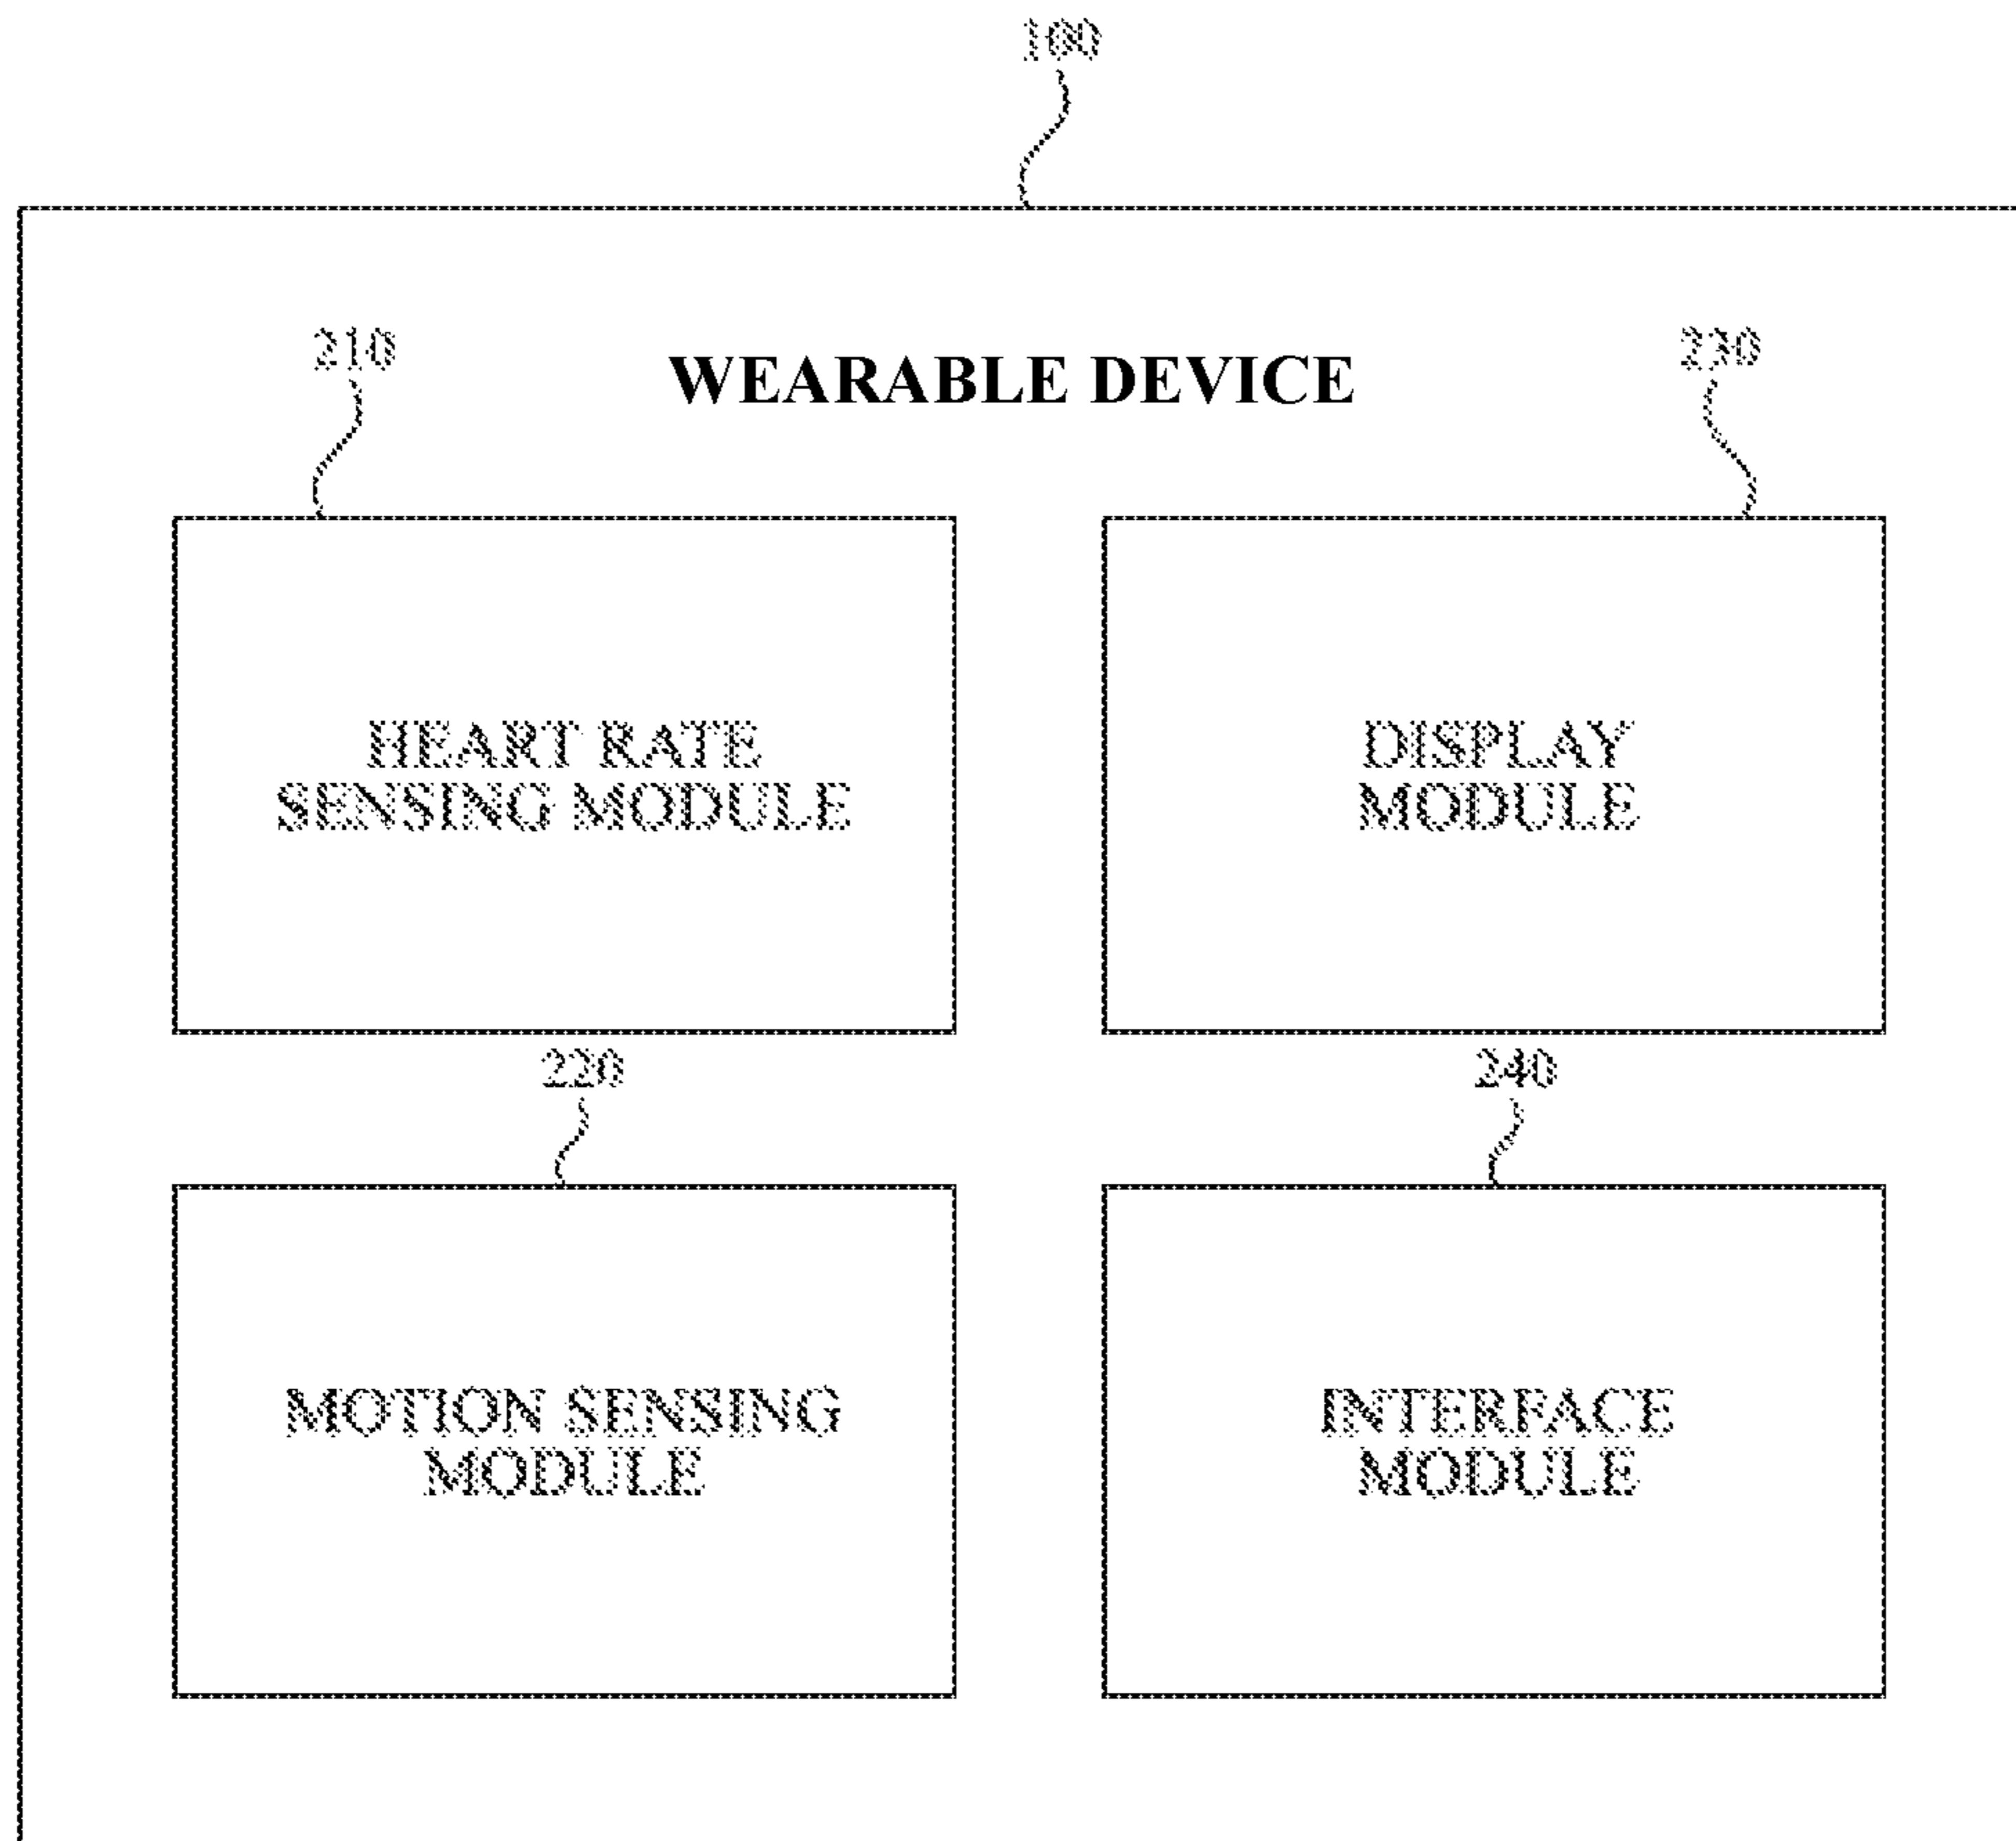 100
210
WEARABLE DEVICE
230
HEART RATE
SENSING MODULE
DISPLAY
MODULE
220
240
MOTION SENSING
MODULE
INTERFACE
MODULE